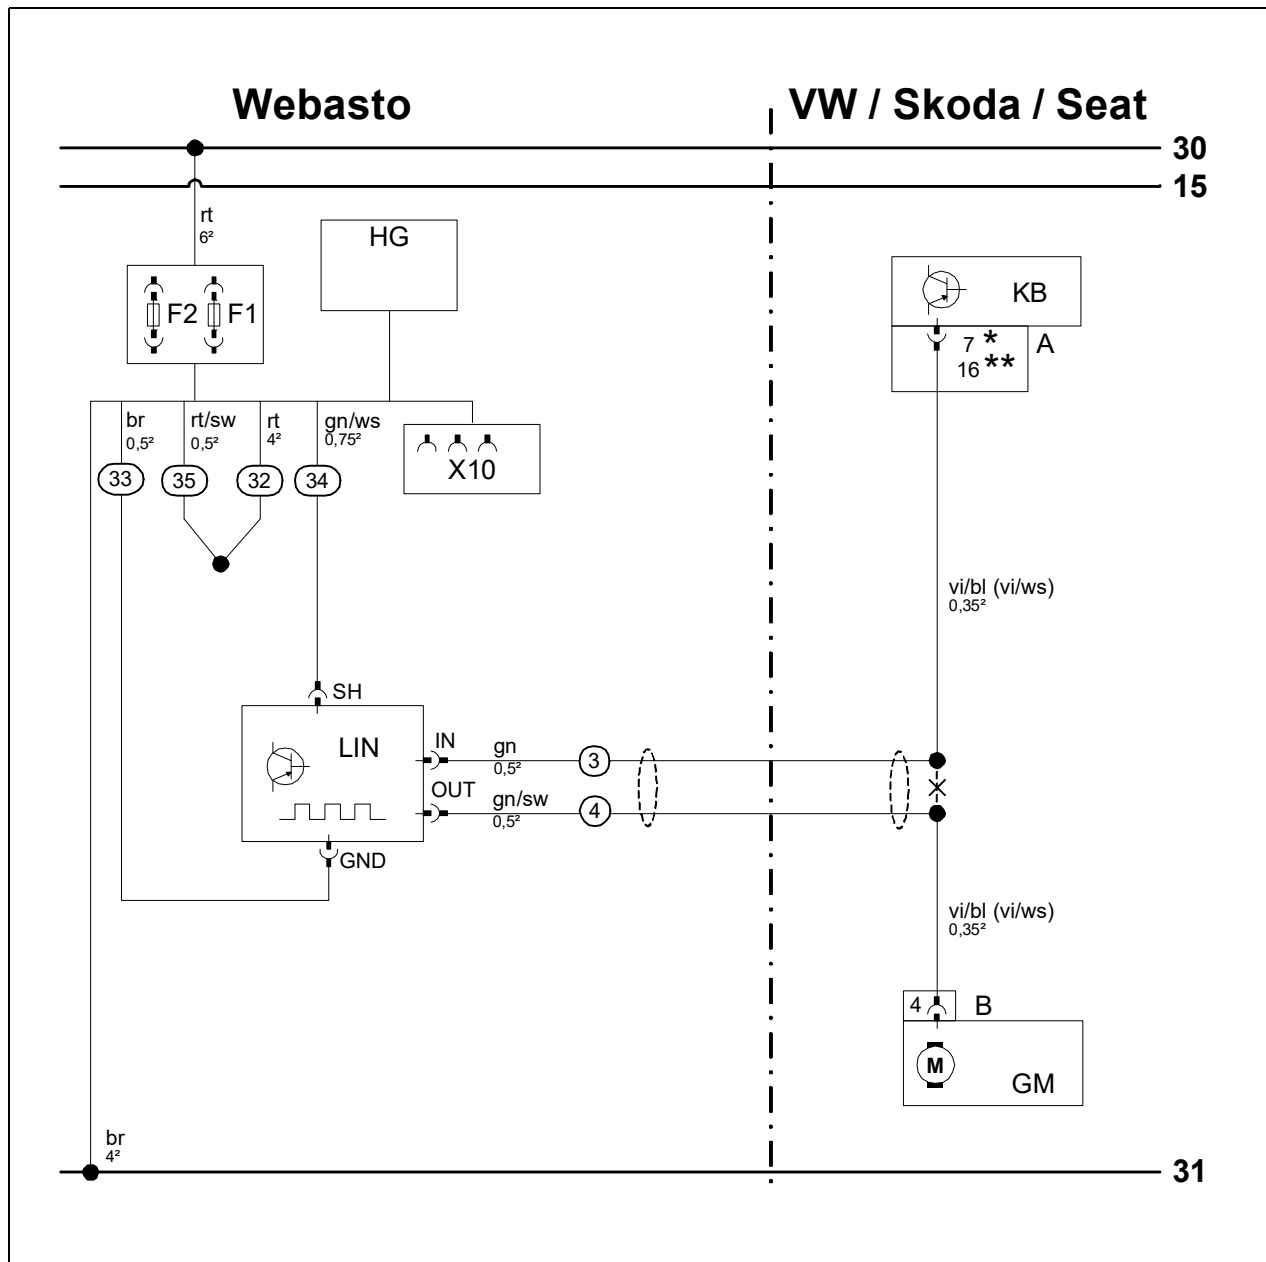 Webasto
VW / Skoda / Seat
30
15
rt
6²
HG
F2
F1
KB
7 *
16 **
A
br
0,5²
rt/sw
0,5²
rt
4²
gn/ws
0,75²
33
35
32
34
X10
vi/bl (vi/ws)
0,35²
SH
LIN
IN
gn
0,5²
3
OUT
gn/sw
0,5²
4
GND
vi/bl (vi/ws)
0,35²
4
B
M
GM
br
4²
31